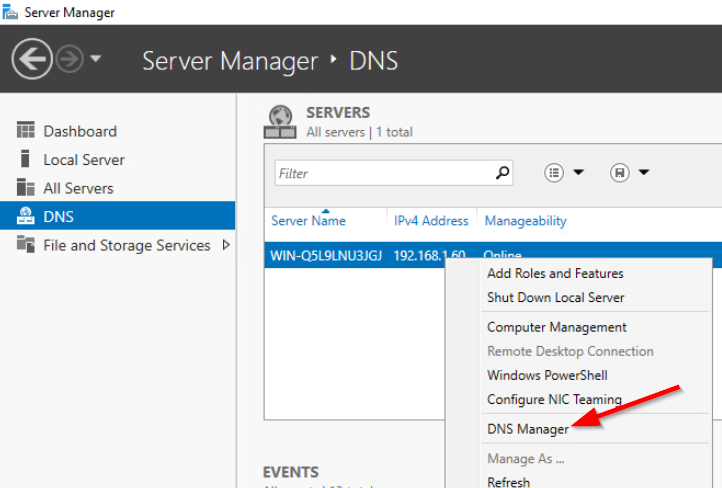 Server Manager
Server Manager • DNS
Dashboard
Local Server
All Servers
DNS
File and Storage Services
SERVERS
All servers | 1 total
Filter
Server Name IPv4 Address Manageability
WIN-Q5L9LNU3JGJ 192.168.1.60 Online
Add Roles and Features
Shut Down Local Server
Computer Management
Remote Desktop Connection
Windows PowerShell
Configure NIC Teaming
DNS Manager
Manage As ...
Refresh
EVENTS